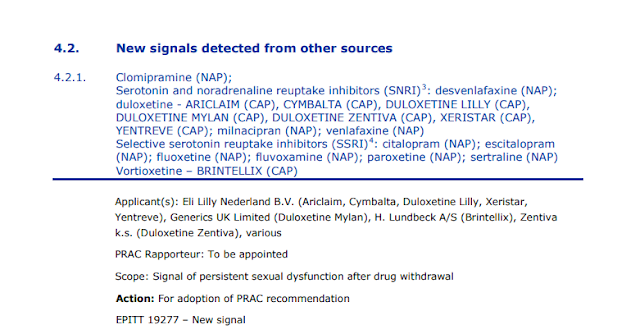 4.2. New signals detected from other sources
4.2.1. Clomipramine (NAP);
Serotonin and noradrenaline reuptake inhibitors (SNRI)3: desvenlafaxine (NAP);
duloxetine - ARICLAIM (CAP), CYMBALTA (CAP), DULOXETINE LILLY (CAP),
DULOXETINE MYLAN (CAP), DULOXETINE ZENTIVA (CAP), XERISTAR (CAP),
YENTREVE (CAP); milnacipran (NAP); venlafaxine (NAP)
Selective serotonin reuptake inhibitors (SSRI)4: citalopram (NAP); escitalopram
(NAP); fluoxetine (NAP); fluvoxamine (NAP); paroxetine (NAP); sertraline (NAP)
Vortioxetine – BRINTELLIX (CAP)
Applicant(s): Eli Lilly Nederland B.V. (Ariclaim, Cymbalta, Duloxetine Lilly, Xeristar,
Yentreve), Generics UK Limited (Duloxetine Mylan), H. Lundbeck A/S (Brintellix), Zentiva
k.s. (Duloxetine Zentiva), various
PRAC Rapporteur: To be appointed
Scope: Signal of persistent sexual dysfunction after drug withdrawal
Action: For adoption of PRAC recommendation
EPITT 19277 – New signal